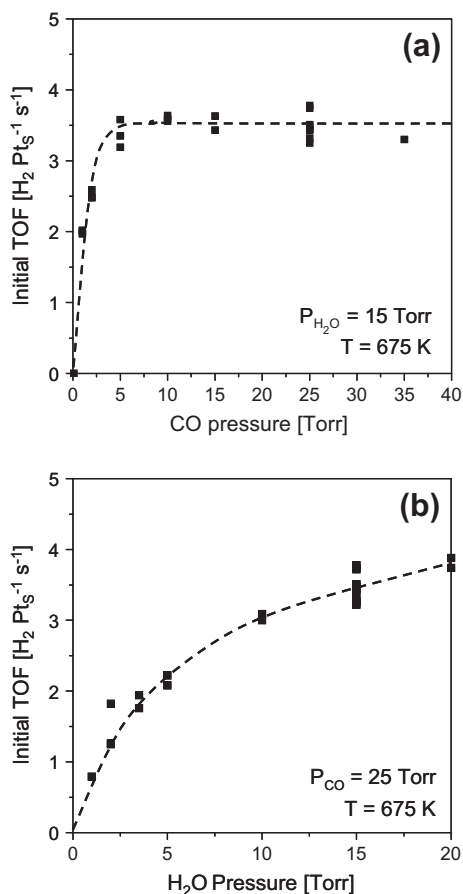 (a)
Initial TOF [H₂ Ptₛ⁻¹ s⁻¹]
5
4
3
2
1
0
P_H₂O = 15 Torr
T = 675 K
0 5 10 15 20 25 30 35 40
CO pressure [Torr]
(b)
Initial TOF [H₂ Ptₛ⁻¹ s⁻¹]
5
4
3
2
1
0
P_CO = 25 Torr
T = 675 K
0 5 10 15 20
H₂O Pressure [Torr]